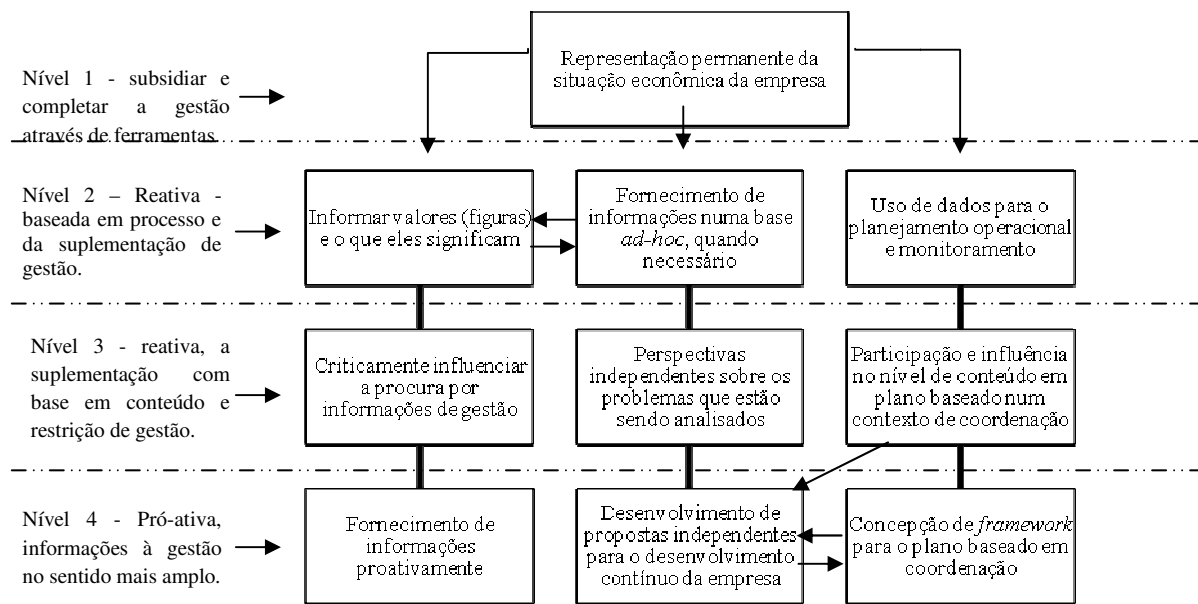 Representação permanente da
situação econômica da empresa
Nível 1 - subsidiar e
completar a gestão
através de ferramentas
Nível 2 – Reativa -
baseada em processo e
da suplementação de
gestão.
Informar valores (figuras)
e o que eles significam
Fornecimento de
informações numa base
ad-hoc, quando
necessário
Uso de dados para o
planejamento operacional
e monitoramento
Nível 3 - reativa, a
suplementação com
base em conteúdo e
restrição de gestão.
Criticamente influenciar
a procura por
informações de gestão
Perspectivas
independentes sobre os
problemas que estão
sendo analisados
Participação e influência
no nível de conteúdo em
plano baseado num
contexto de coordenação
Nível 4 - Pró-ativa,
informações à gestão
no sentido mais amplo.
Fornecimento de
informações
proativamente
Desenvolvimento de
propostas independentes
para o desenvolvimento
contínuo da empresa
Concepção de framework
para o plano baseado em
coordenação